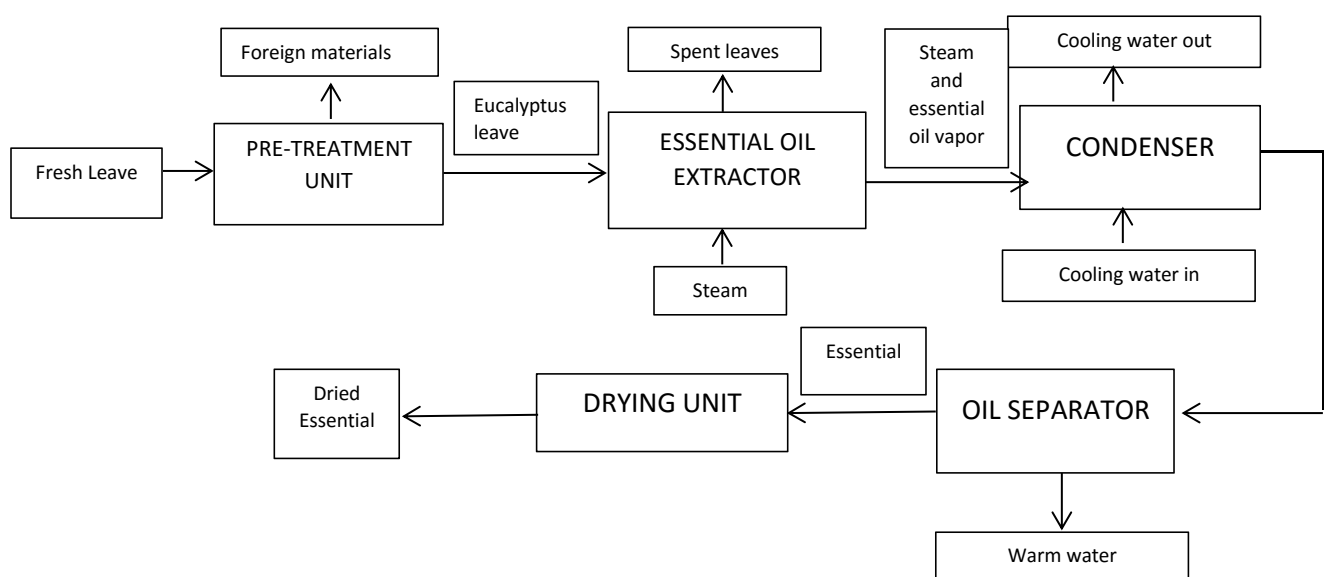 Foreign materials
Spent leaves
Steam
and
essential
oil vapor
Cooling water out
Eucalyptus
leave
Fresh Leave
PRE-TREATMENT
UNIT
ESSENTIAL OIL
EXTRACTOR
CONDENSER
Steam
Cooling water in
Dried
Essential
DRYING UNIT
Essential
OIL SEPARATOR
Warm water